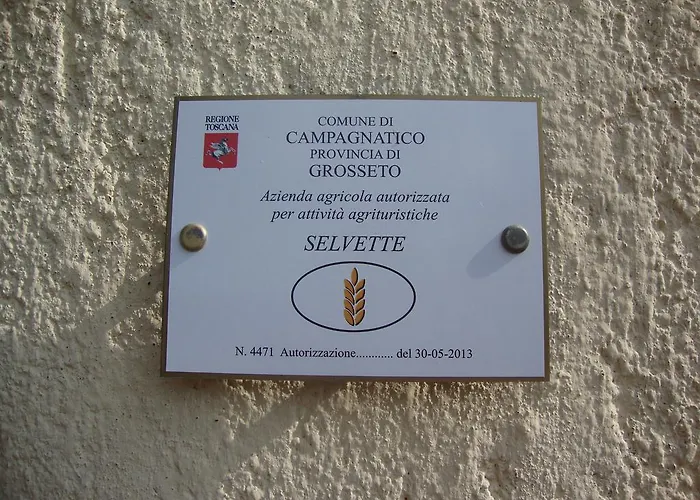 REGIONE
TOSCANA
COMUNE DI
CAMPAGNATICO
PROVINCIA DI
GROSSETO
Azienda agricola autorizzata
per attività agrituristiche
SELVETTE
N. 4471 Autorizzazione............ del 30-05-2013